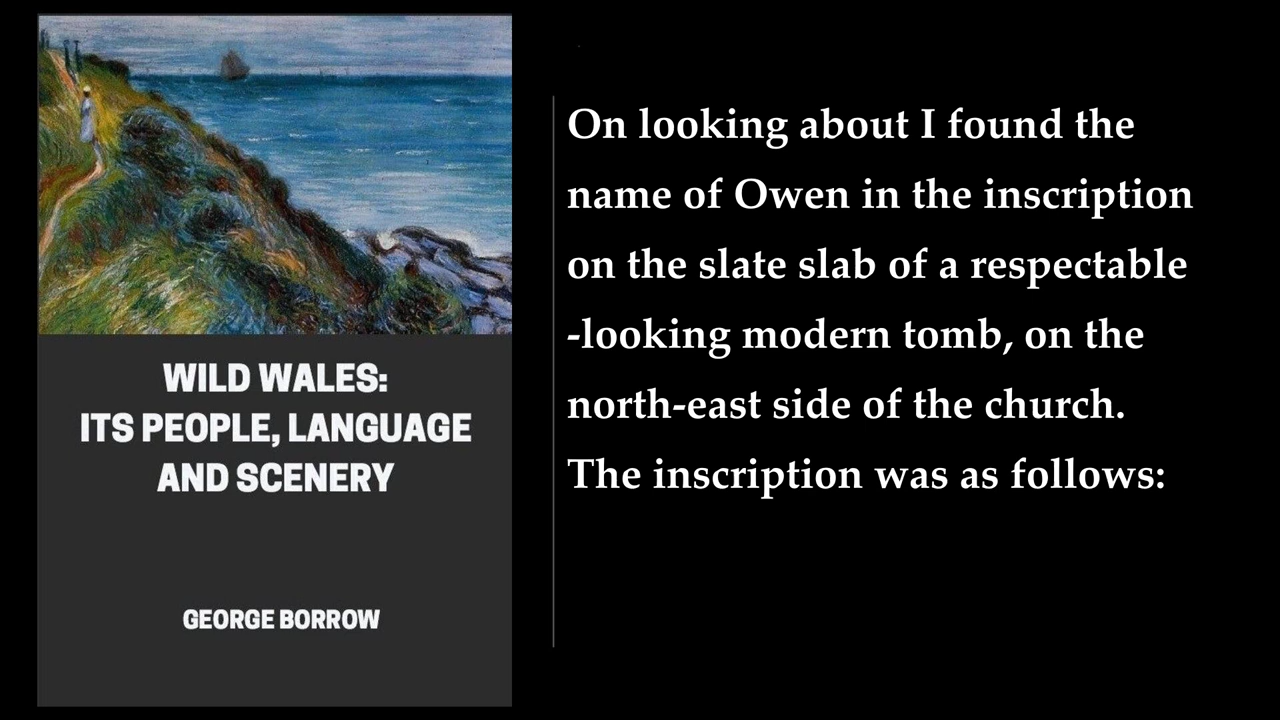 WILD WALES:
ITS PEOPLE, LANGUAGE
AND SCENERY
GEORGE BORROW
On looking about I found the
name of Owen in the inscription
on the slate slab of a respectable
-looking modern tomb, on the
north-east side of the church.
The inscription was as follows: